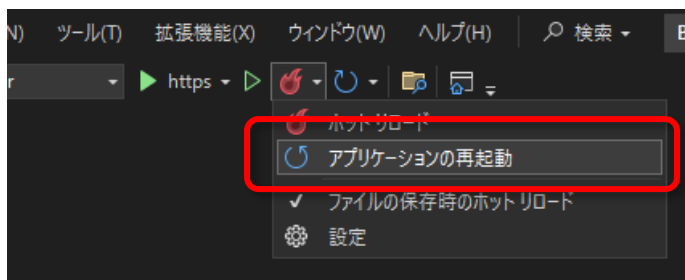 N) ツール(T) 拡張機能(X) ウィンドウ(W) ヘルプ(H) 検索
r https
ホット リロード
アプリケーションの再起動
ファイルの保存時のホット リロード
設定